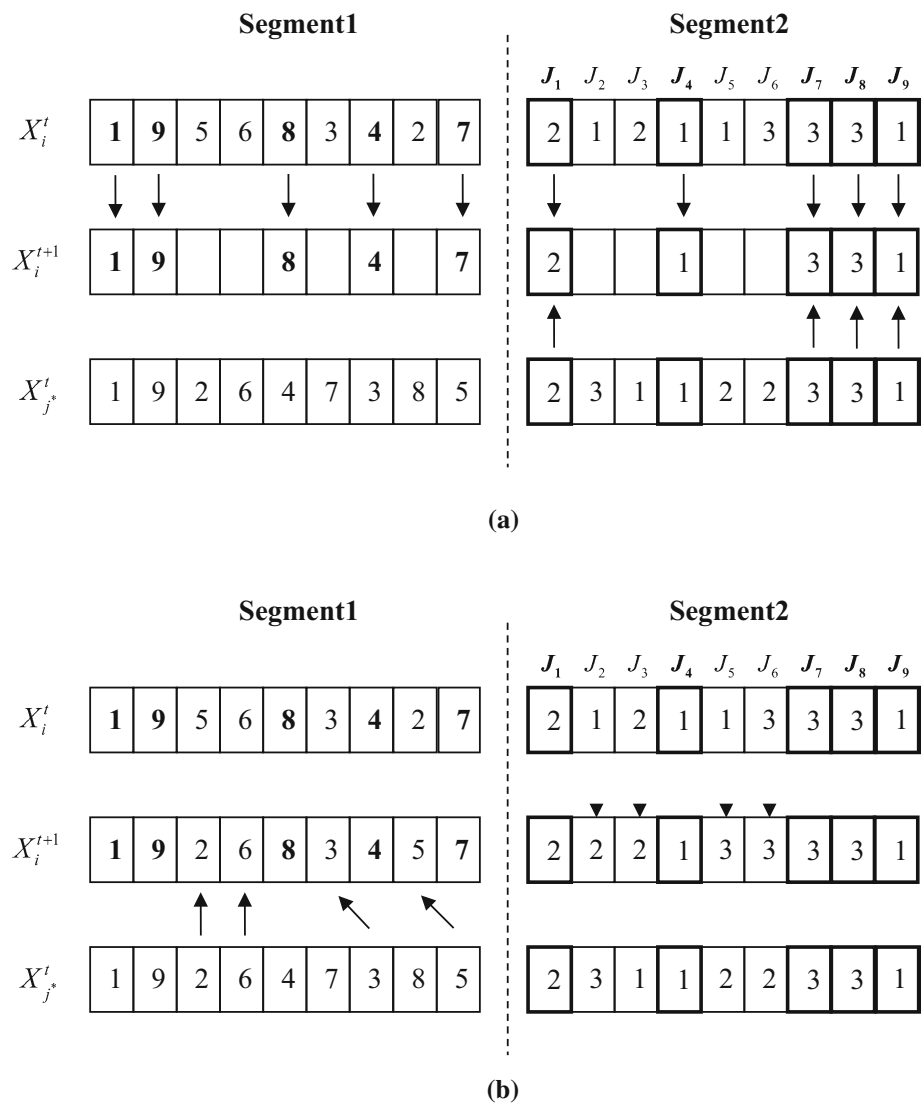 Segment1 Segment2
J₁ J₂ J₃ J₄ J₅ J₆ J₇ J₈ J₉
Xᵢᵗ 1 9 5 6 8 3 4 2 7 2 1 2 1 1 3 3 3 1
Xᵢᵗ⁺¹ 1 9 8 4 7 2 1 3 3 1
Xⱼ*ᵗ 1 9 2 6 4 7 3 8 5 2 3 1 1 2 2 3 3 1
(a)
Segment1 Segment2
J₁ J₂ J₃ J₄ J₅ J₆ J₇ J₈ J₉
Xᵢᵗ 1 9 5 6 8 3 4 2 7 2 1 2 1 1 3 3 3 1
Xᵢᵗ⁺¹ 1 9 2 6 8 3 4 5 7 2 2 2 1 3 3 3 3 1
Xⱼ*ᵗ 1 9 2 6 4 7 3 8 5 2 3 1 1 2 2 3 3 1
(b)